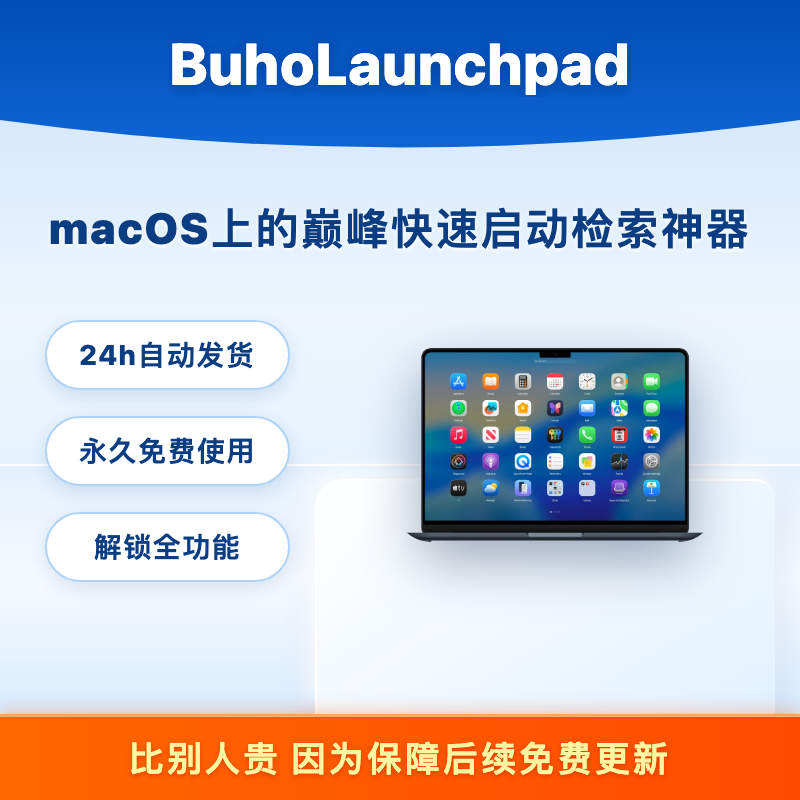 BuhoLaunchpad
macOS上的巅峰快速启动检索神器
24h自动发货
永久免费使用
解锁全功能
比别人贵 因为保障后续免费更新